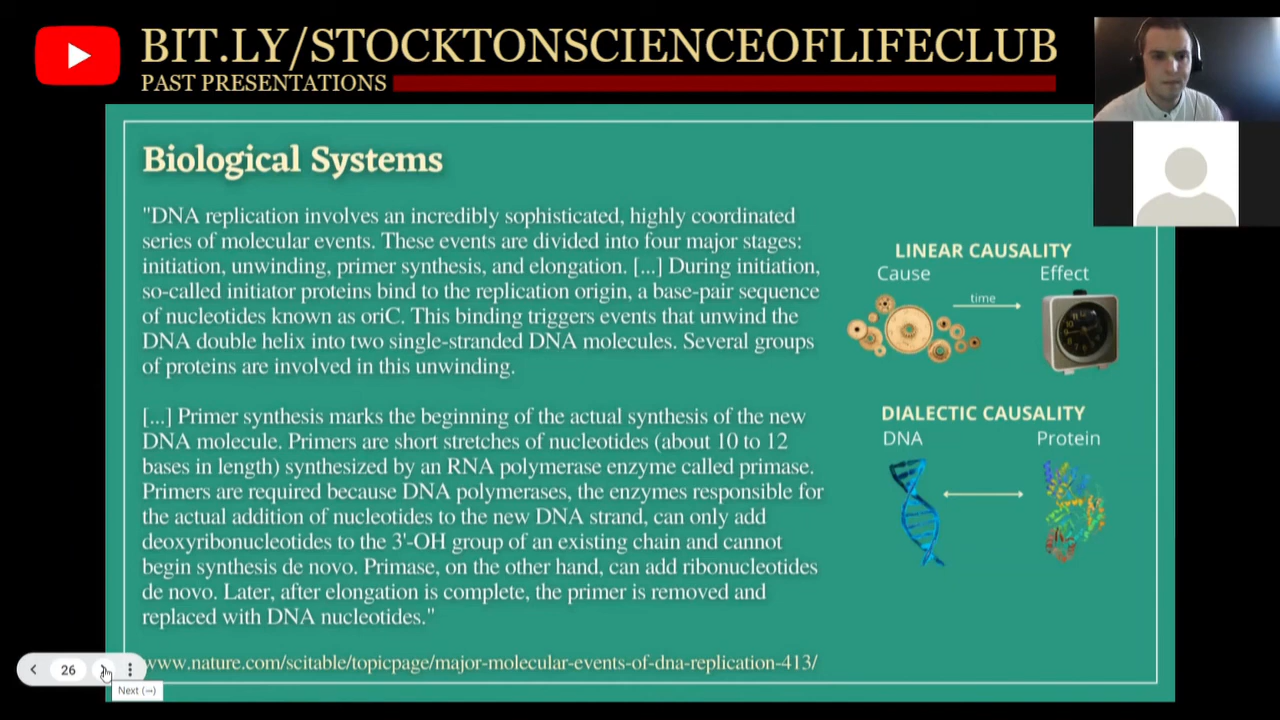 BIT.LY/STOCKTONSCIENCEOFLIFECLUB
PAST PRESENTATIONS
Biological Systems
"DNA replication involves an incredibly sophisticated, highly coordinated
series of molecular events. These events are divided into four major stages:
initiation, unwinding, primer synthesis, and elongation. [...] During initiation,
so-called initiator proteins bind to the replication origin, a base-pair sequence
of nucleotides known as oriC. This binding triggers events that unwind the
DNA double helix into two single-stranded DNA molecules. Several groups
of proteins are involved in this unwinding.
[...] Primer synthesis marks the beginning of the actual synthesis of the new
DNA molecule. Primers are short stretches of nucleotides (about 10 to 12
bases in length) synthesized by an RNA polymerase enzyme called primase.
Primers are required because DNA polymerases, the enzymes responsible for
the actual addition of nucleotides to the new DNA strand, can only add
deoxyribonucleotides to the 3'-OH group of an existing chain and cannot
begin synthesis de novo. Primase, on the other hand, can add ribonucleotides
de novo. Later, after elongation is complete, the primer is removed and
replaced with DNA nucleotides."
www.nature.com/scitable/topicpage/major-molecular-events-of-dna-replication-413/
LINEAR CAUSALITY
Cause Effect
time
DIALECTIC CAUSALITY
DNA Protein
26
Next (→)